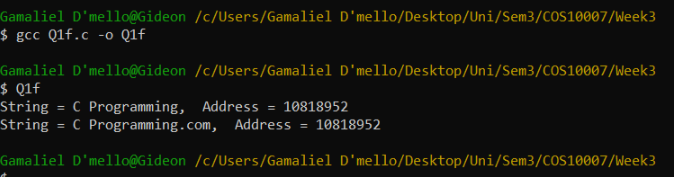 Gamaliel D'mello@Gideon /c/Users/Gamaliel D'mello/Desktop/Uni/Sem3/COS10007/Week3
$ gcc Q1f.c -o Q1f
Gamaliel D'mello@Gideon /c/Users/Gamaliel D'mello/Desktop/Uni/Sem3/COS10007/Week3
$ Q1f
String = C Programming,  Address = 10818952
String = C Programming.com,  Address = 10818952
Gamaliel D'mello@Gideon /c/Users/Gamaliel D'mello/Desktop/Uni/Sem3/COS10007/Week3
$